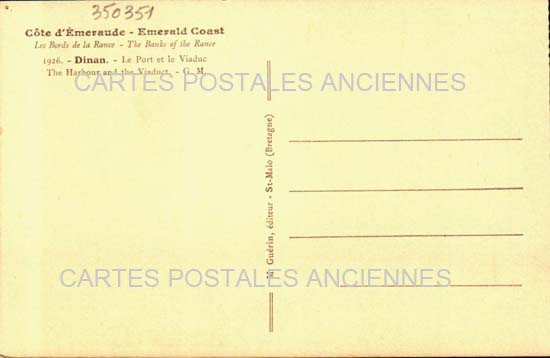 350351
Côte d'Émeraude - Emerald Coast
Les Bords de la Rance - The Banks of the Rance
1926. - Dinan. - Le Port et le Viaduc
The Harbour and the Viaduct. - G. M.
CARTES POSTALES ANCIENNES
M. Guérin, éditeur - St-Malo (Bretagne)
CARTES POSTALES ANCIENNES